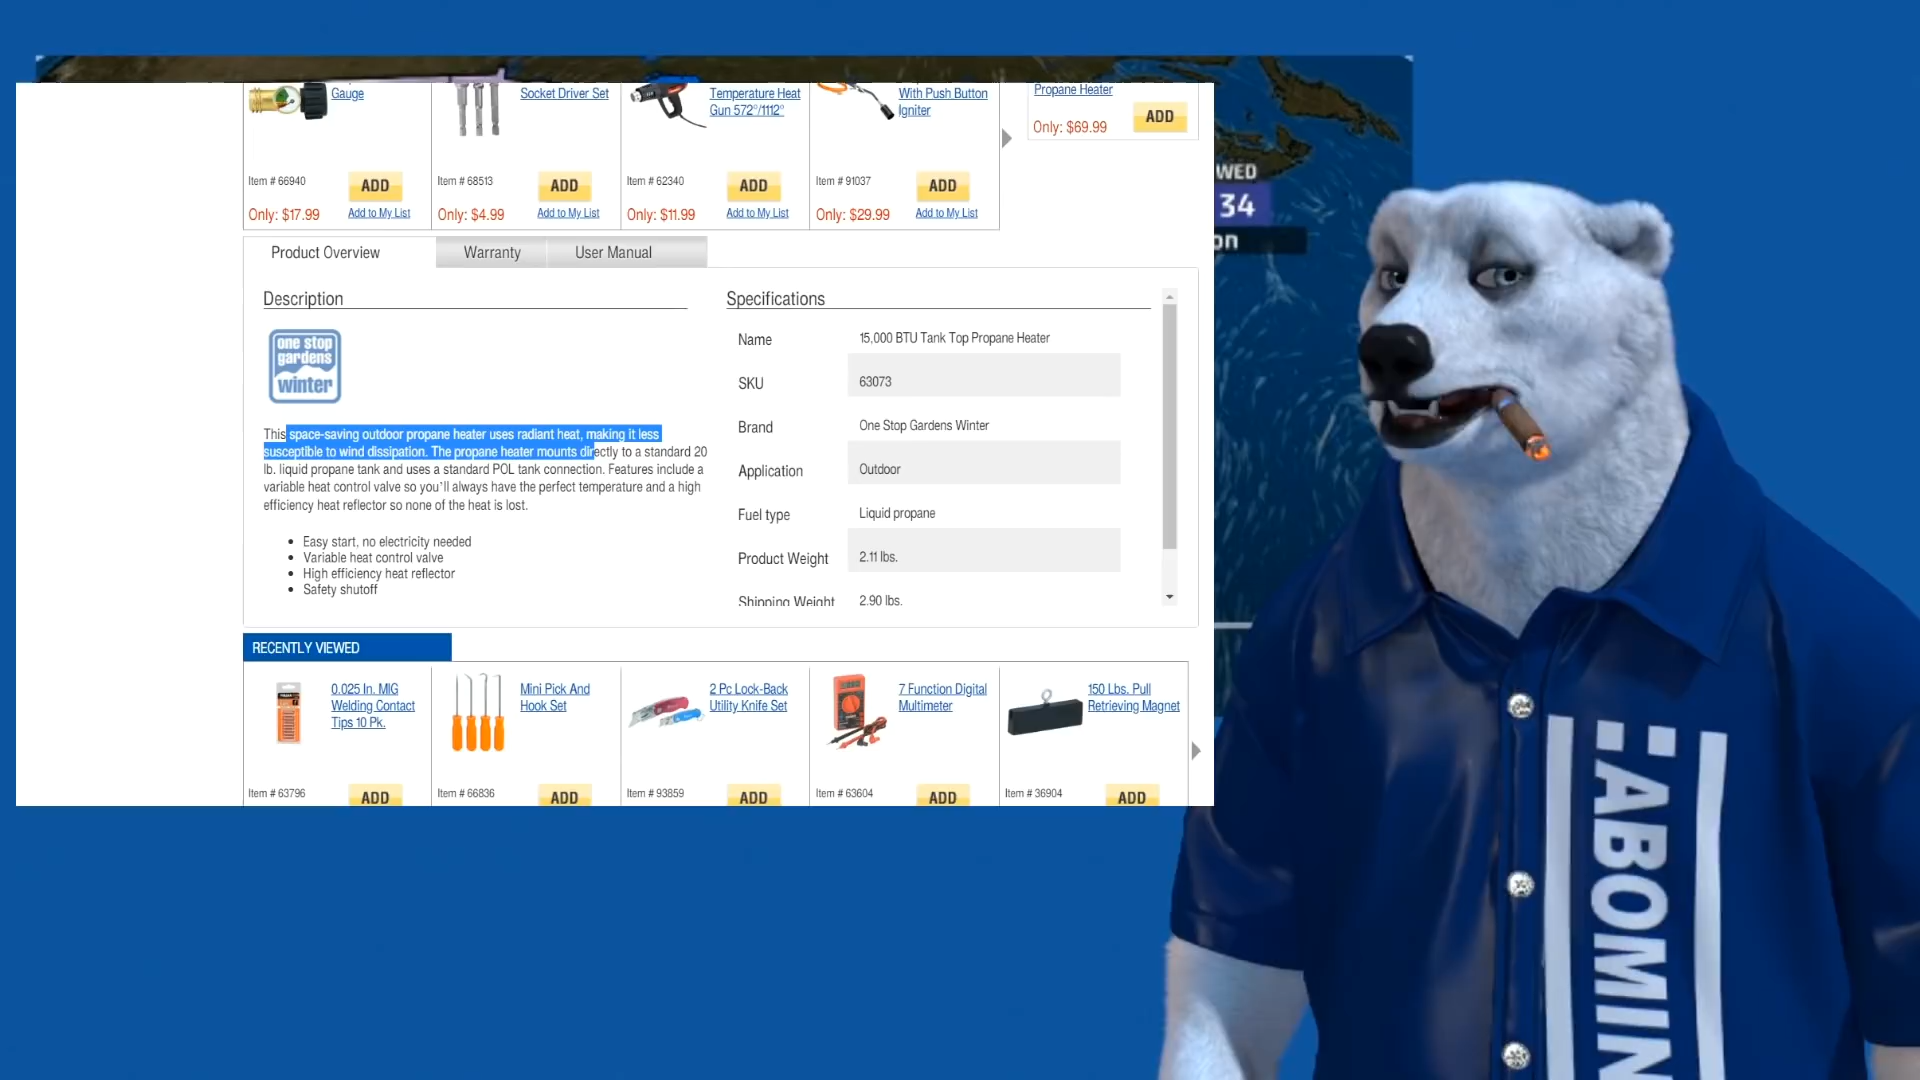 Gauge
Item # 66940
ADD
Only: $17.99
Add to My List
Socket Driver Set
Item # 68513
ADD
Only: $4.99
Add to My List
Temperature Heat
Gun 572°/1112°
Item # 62340
ADD
Only: $11.99
Add to My List
With Push Button
Igniter
Item # 91037
ADD
Only: $29.99
Add to My List
Propane Heater
Only: $69.99
ADD
WED
34
on
Product Overview
Warranty
User Manual
Description
one stop
gardens
winter
This space-saving outdoor propane heater uses radiant heat, making it less
susceptible to wind dissipation. The propane heater mounts directly to a standard 20
lb. liquid propane tank and uses a standard POL tank connection. Features include a
variable heat control valve so you'll always have the perfect temperature and a high
efficiency heat reflector so none of the heat is lost.
• Easy start, no electricity needed
• Variable heat control valve
• High efficiency heat reflector
• Safety shutoff
Specifications
Name 15,000 BTU Tank Top Propane Heater
SKU 63073
Brand One Stop Gardens Winter
Application Outdoor
Fuel type Liquid propane
Product Weight 2.11 lbs.
Shipping Weight 2.90 lbs.
RECENTLY VIEWED
0.025 In. MIG
Welding Contact
Tips 10 Pk.
Item # 63796
ADD
Mini Pick And
Hook Set
Item # 66836
ADD
2 Pc Lock-Back
Utility Knife Set
Item # 93859
ADD
7 Function Digital
Multimeter
Item # 63604
ADD
150 Lbs. Pull
Retrieving Magnet
Item # 36904
ADD
:ABOMIN